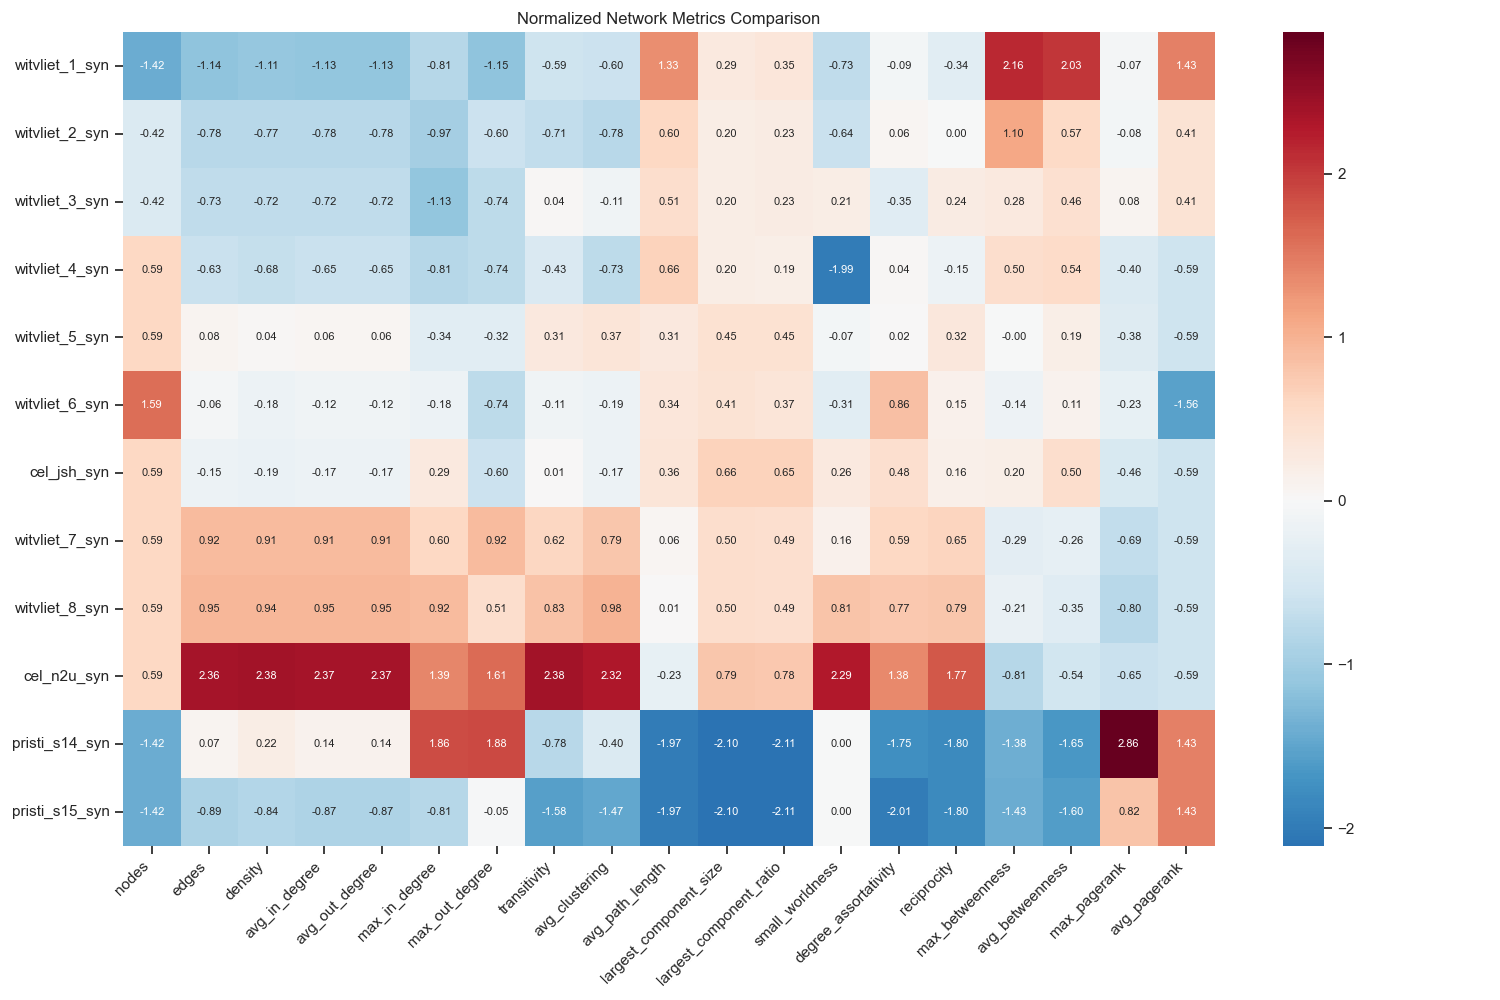 Normalized Network Metrics Comparison
witvliet_1_syn -1.42 -1.14 -1.11 -1.13 -1.13 -0.81 -1.15 -0.59 -0.60 1.33 0.29 0.35 -0.73 -0.09 -0.34 2.16 2.03 -0.07 1.43
witvliet_2_syn -0.42 -0.78 -0.77 -0.78 -0.78 -0.97 -0.60 -0.71 -0.78 0.60 0.20 0.23 -0.64 0.06 0.00 1.10 0.57 -0.08 0.41
witvliet_3_syn -0.42 -0.73 -0.72 -0.72 -0.72 -1.13 -0.74 0.04 -0.11 0.51 0.20 0.23 0.21 -0.35 0.24 0.28 0.46 0.08 0.41
witvliet_4_syn 0.59 -0.63 -0.68 -0.65 -0.65 -0.81 -0.74 -0.43 -0.73 0.66 0.20 0.19 -1.99 0.04 -0.15 0.50 0.54 -0.40 -0.59
witvliet_5_syn 0.59 0.08 0.04 0.06 0.06 -0.34 -0.32 0.31 0.37 0.31 0.45 0.45 -0.07 0.02 0.32 -0.00 0.19 -0.38 -0.59
witvliet_6_syn 1.59 -0.06 -0.18 -0.12 -0.12 -0.18 -0.74 -0.11 -0.19 0.34 0.41 0.37 -0.31 0.86 0.15 -0.14 0.11 -0.23 -1.56
cel_jsh_syn 0.59 -0.15 -0.19 -0.17 -0.17 0.29 -0.60 0.01 -0.17 0.36 0.66 0.65 0.26 0.48 0.16 0.20 0.50 -0.46 -0.59
witvliet_7_syn 0.59 0.92 0.91 0.91 0.91 0.60 0.92 0.62 0.79 0.06 0.50 0.49 0.16 0.59 0.65 -0.29 -0.26 -0.69 -0.59
witvliet_8_syn 0.59 0.95 0.94 0.95 0.95 0.92 0.51 0.83 0.98 0.01 0.50 0.49 0.81 0.77 0.79 -0.21 -0.35 -0.80 -0.59
cel_n2u_syn 0.59 2.36 2.38 2.37 2.37 1.39 1.61 2.38 2.32 -0.23 0.79 0.78 2.29 1.38 1.77 -0.81 -0.54 -0.65 -0.59
pristi_s14_syn -1.42 0.07 0.22 0.14 0.14 1.86 1.88 -0.78 -0.40 -1.97 -2.10 -2.11 0.00 -1.75 -1.80 -1.38 -1.65 2.86 1.43
pristi_s15_syn -1.42 -0.89 -0.84 -0.87 -0.87 -0.81 -0.05 -1.58 -1.47 -1.97 -2.10 -2.11 0.00 -2.01 -1.80 -1.43 -1.60 0.82 1.43
nodes
edges
density
avg_in_degree
avg_out_degree
max_in_degree
max_out_degree
transitivity
avg_clustering
avg_path_length
largest_component_size
largest_component_ratio
small_worldness
degree_assortativity
reciprocity
max_betweenness
avg_betweenness
max_pagerank
avg_pagerank
2
1
0
−1
−2